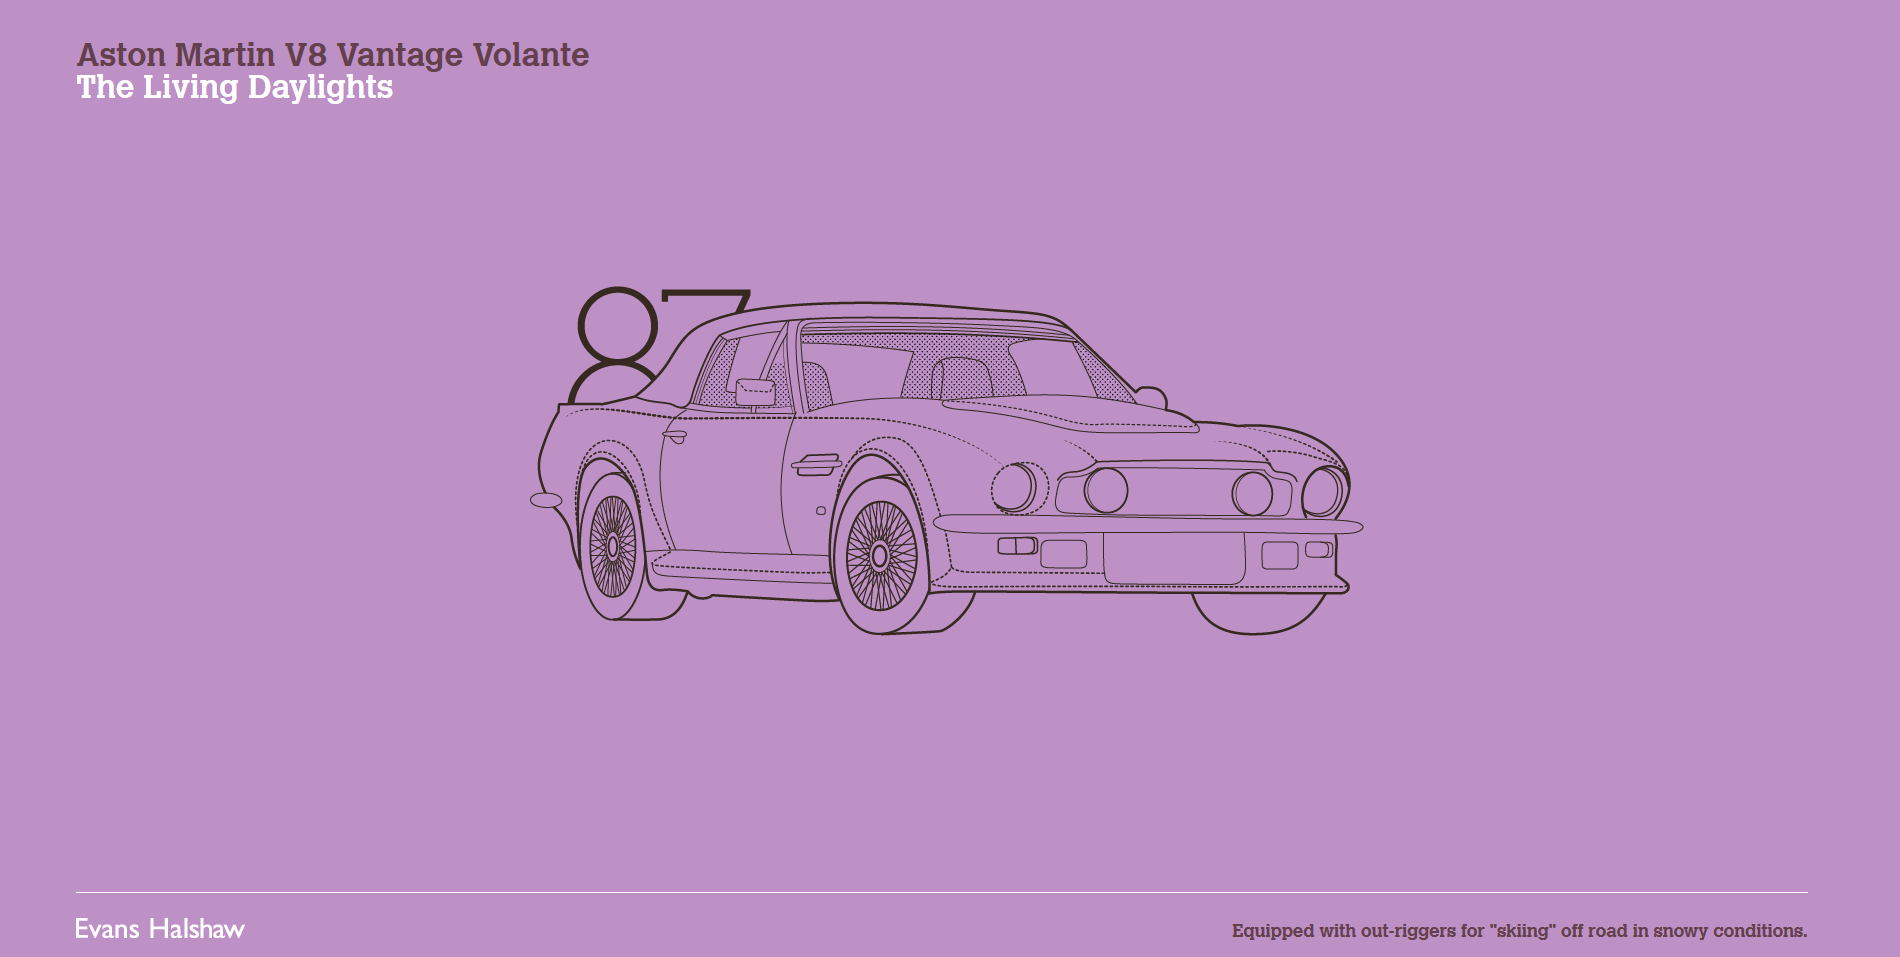 Aston Martin V8 Vantage Volante
The Living Daylights
87
Evans Halshaw
Equipped with out-riggers for "skiing" off road in snowy conditions.